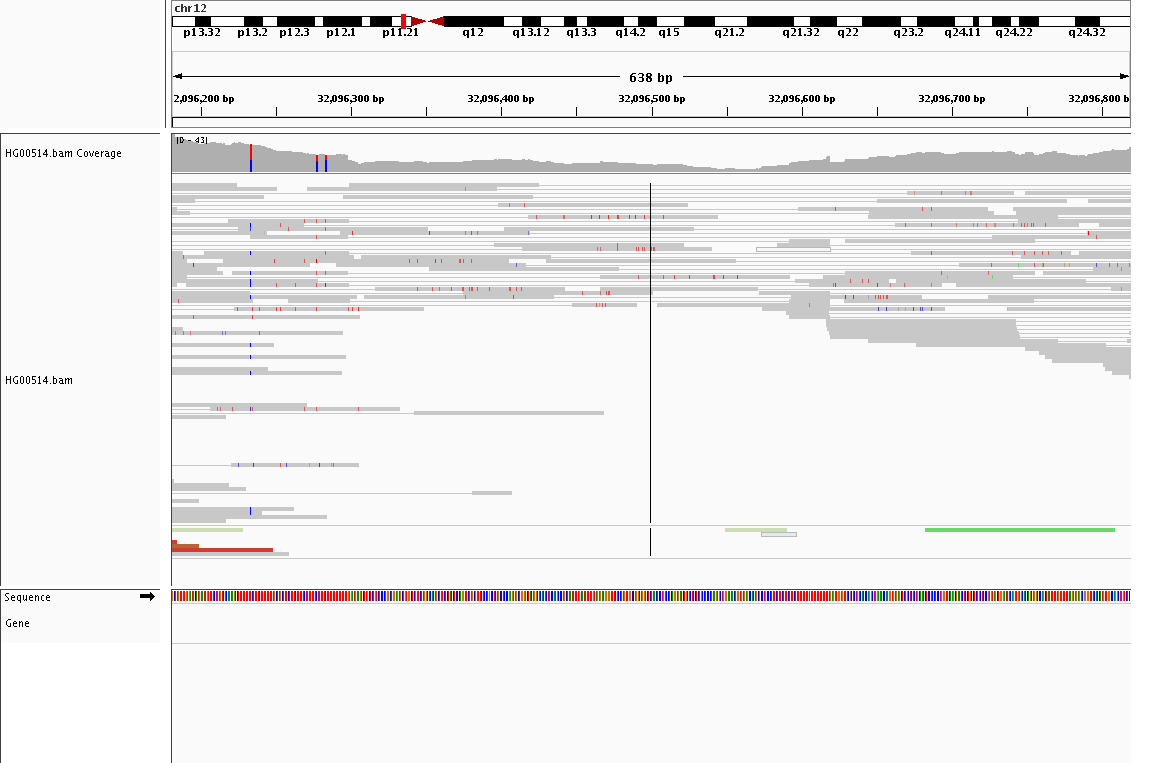 chr12
p13.32 p13.2 p12.3 p12.1 p11.21 q12 q13.12 q13.3 q14.2 q15 q21.2 q21.32 q22 q23.2 q24.11 q24.22 q24.32
638 bp
2,096,200 bp 32,096,300 bp 32,096,400 bp 32,096,500 bp 32,096,600 bp 32,096,700 bp 32,096,800 b
[0 - 43]
HG00514.bam Coverage
HG00514.bam
Sequence
Gene